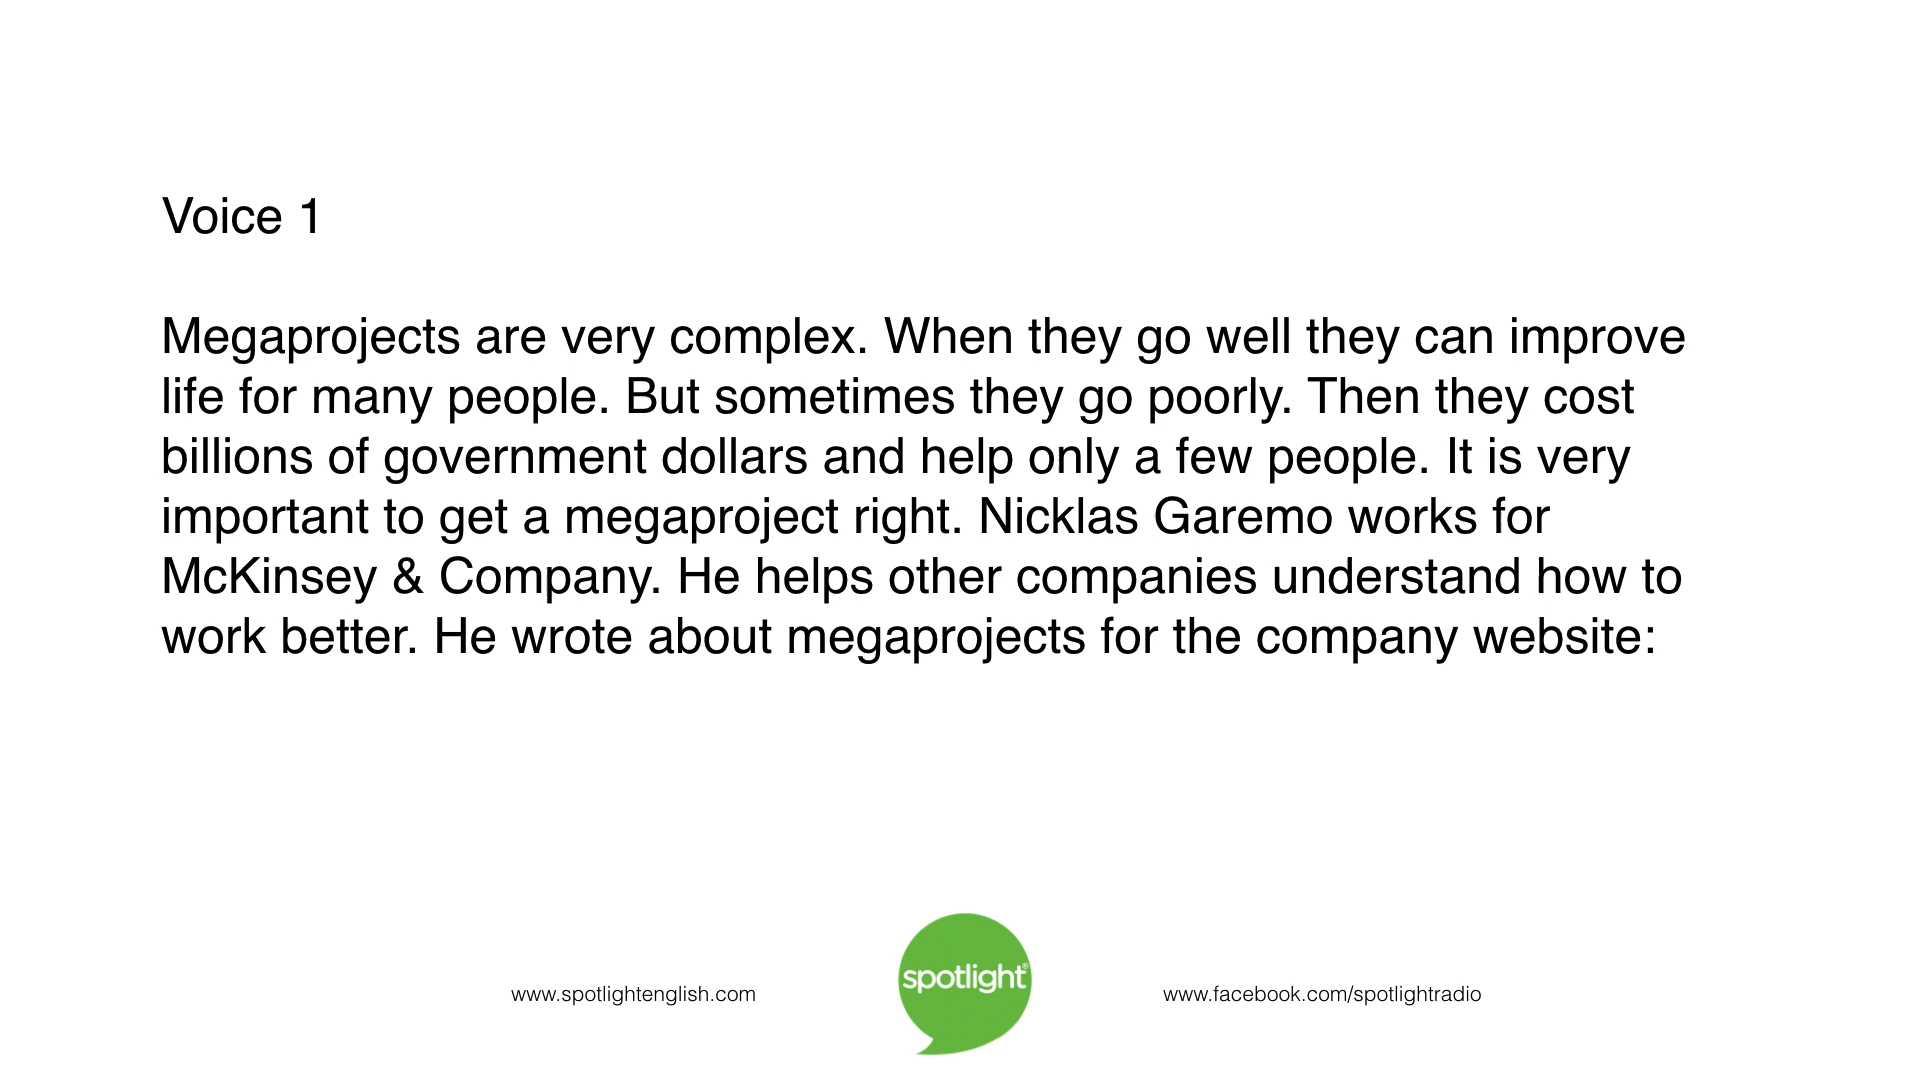 Voice 1
Megaprojects are very complex. When they go well they can improve
life for many people. But sometimes they go poorly. Then they cost
billions of government dollars and help only a few people. It is very
important to get a megaproject right. Nicklas Garemo works for
McKinsey & Company. He helps other companies understand how to
work better. He wrote about megaprojects for the company website:
www.spotlightenglish.com
spotlight®
www.facebook.com/spotlightradio